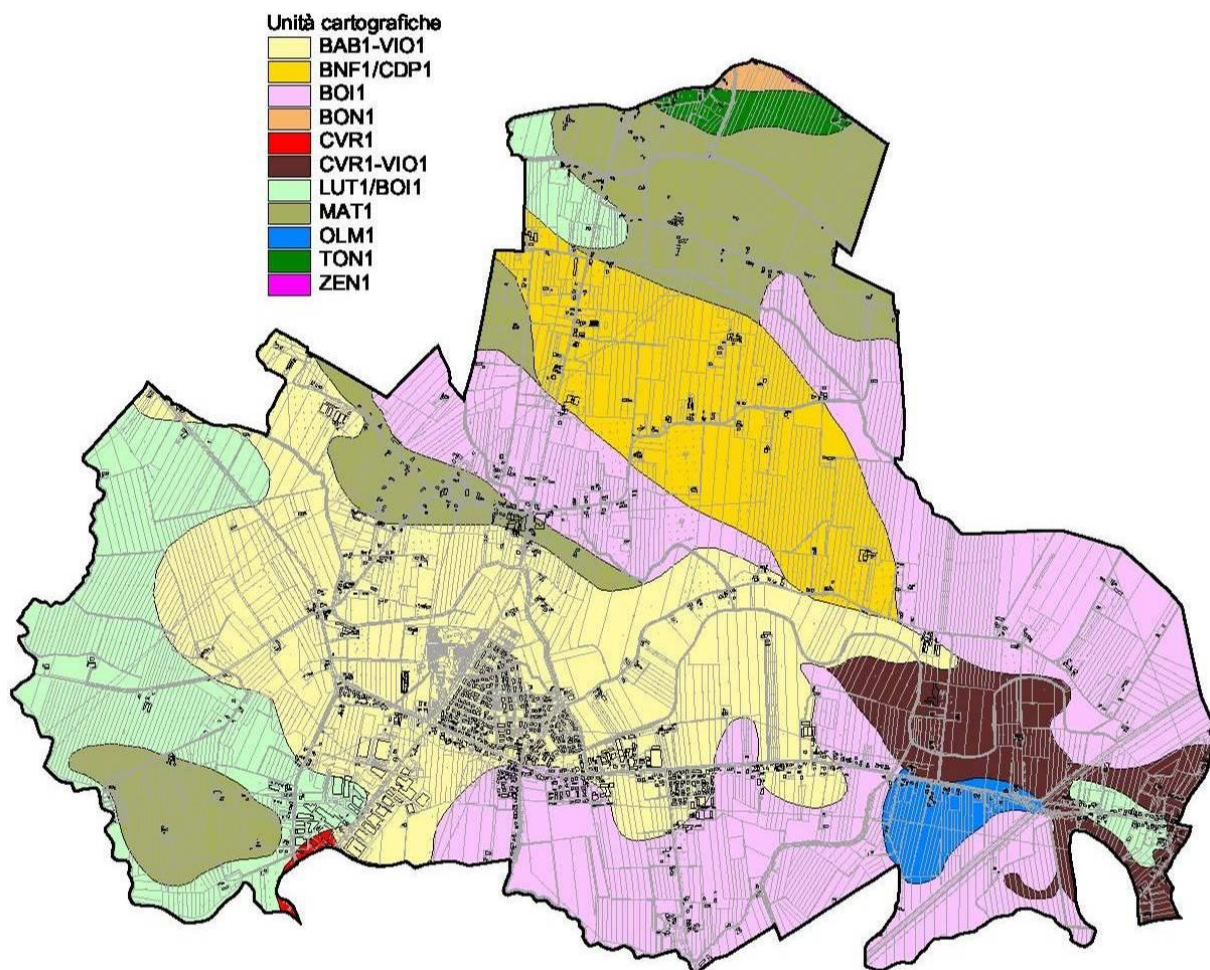 Unità cartografiche
BAB1-VIO1
BNF1/CDP1
BOI1
BON1
CVR1
CVR1-VIO1
LUT1/BOI1
MAT1
OLM1
TON1
ZEN1